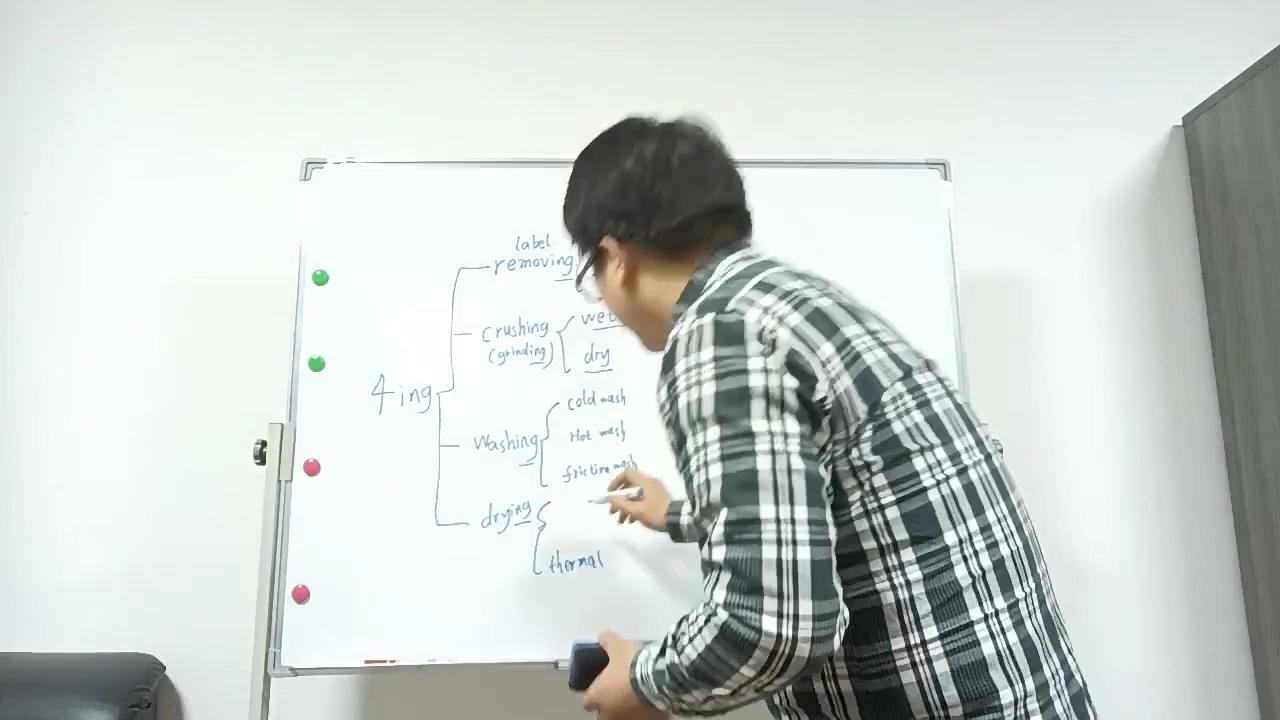 label
removing
crushing
wet
(grinding)
dry
4ing
cold wash
Washing
Hot wash
friction wash
drying
thermal